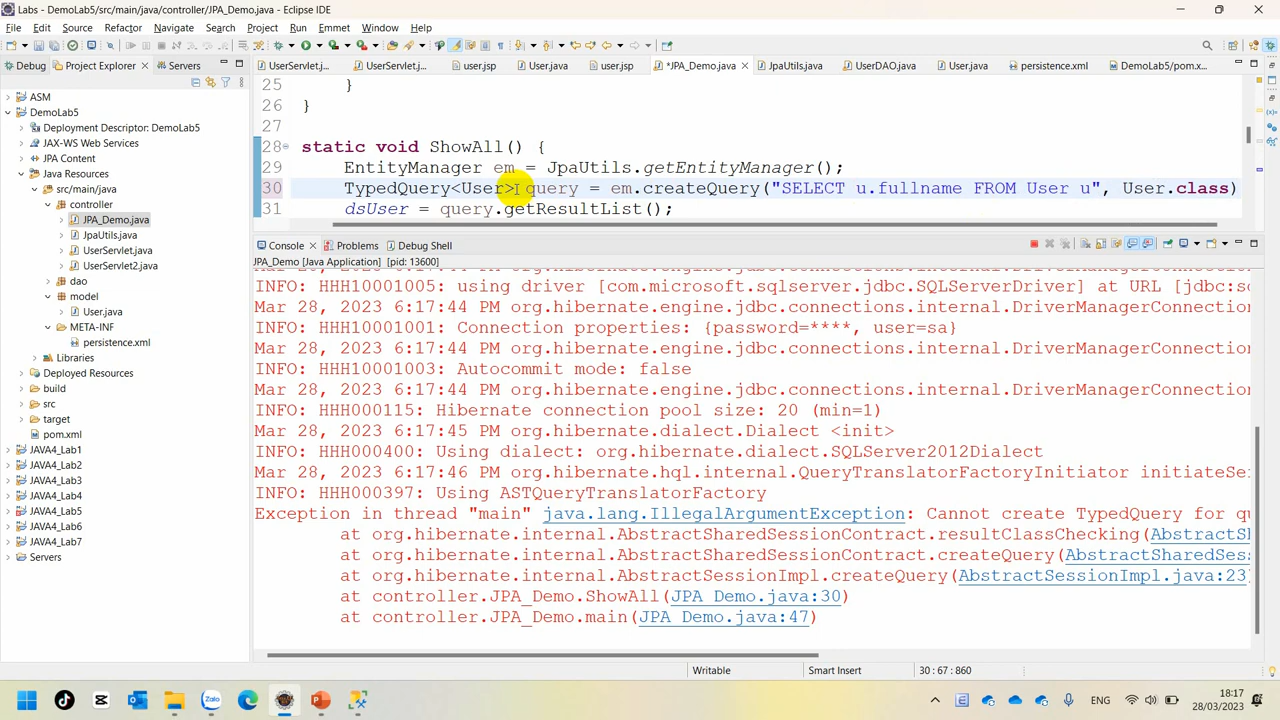 Labs - DemoLab5/src/main/java/controller/JPA_Demo.java - Eclipse IDE
File Edit Source Refactor Navigate Search Project Run Emmet Window Help
Debug Project Explorer Servers
UserServlet.j... UserServlet.j... user.jsp User.java user.jsp *JPA_Demo.java JpaUtils.java UserDAO.java User.java persistence.xml DemoLab5/pom.x...
ASM
DemoLab5
Deployment Descriptor: DemoLab5
JAX-WS Web Services
JPA Content
Java Resources
src/main/java
controller
JPA_Demo.java
JpaUtils.java
UserServlet.java
UserServlet2.java
dao
model
User.java
META-INF
persistence.xml
Libraries
Deployed Resources
build
src
target
pom.xml
JAVA4_Lab1
JAVA4_Lab2
JAVA4_Lab3
JAVA4_Lab4
JAVA4_Lab5
JAVA4_Lab6
JAVA4_Lab7
Servers
25 }
26 }
27
28 static void ShowAll() {
29 EntityManager em = JpaUtils.getEntityManager();
30 TypedQuery<User> query = em.createQuery("SELECT u.fullname FROM User u", User.class)
31 dsUser = query.getResultList();
Console Problems Debug Shell
JPA_Demo [Java Application] [pid: 13600]
INFO: HHH10001005: using driver [com.microsoft.sqlserver.jdbc.SQLServerDriver] at URL [jdbc:sq
Mar 28, 2023 6:17:44 PM org.hibernate.engine.jdbc.connections.internal.DriverManagerConnection
INFO: HHH10001001: Connection properties: {password=****, user=sa}
Mar 28, 2023 6:17:44 PM org.hibernate.engine.jdbc.connections.internal.DriverManagerConnection
INFO: HHH10001003: Autocommit mode: false
Mar 28, 2023 6:17:44 PM org.hibernate.engine.jdbc.connections.internal.DriverManagerConnection
INFO: HHH000115: Hibernate connection pool size: 20 (min=1)
Mar 28, 2023 6:17:45 PM org.hibernate.dialect.Dialect <init>
INFO: HHH000400: Using dialect: org.hibernate.dialect.SQLServer2012Dialect
Mar 28, 2023 6:17:46 PM org.hibernate.hql.internal.QueryTranslatorFactoryInitiator initiateSer
INFO: HHH000397: Using ASTQueryTranslatorFactory
Exception in thread "main" java.lang.IllegalArgumentException: Cannot create TypedQuery for qu
at org.hibernate.internal.AbstractSharedSessionContract.resultClassChecking(AbstractSh
at org.hibernate.internal.AbstractSharedSessionContract.createQuery(AbstractSharedSess
at org.hibernate.internal.AbstractSessionImpl.createQuery(AbstractSessionImpl.java:23)
at controller.JPA_Demo.ShowAll(JPA_Demo.java:30)
at controller.JPA_Demo.main(JPA_Demo.java:47)
Writable Smart Insert 30 : 67 : 860
Zalo ENG 18:17
28/03/2023